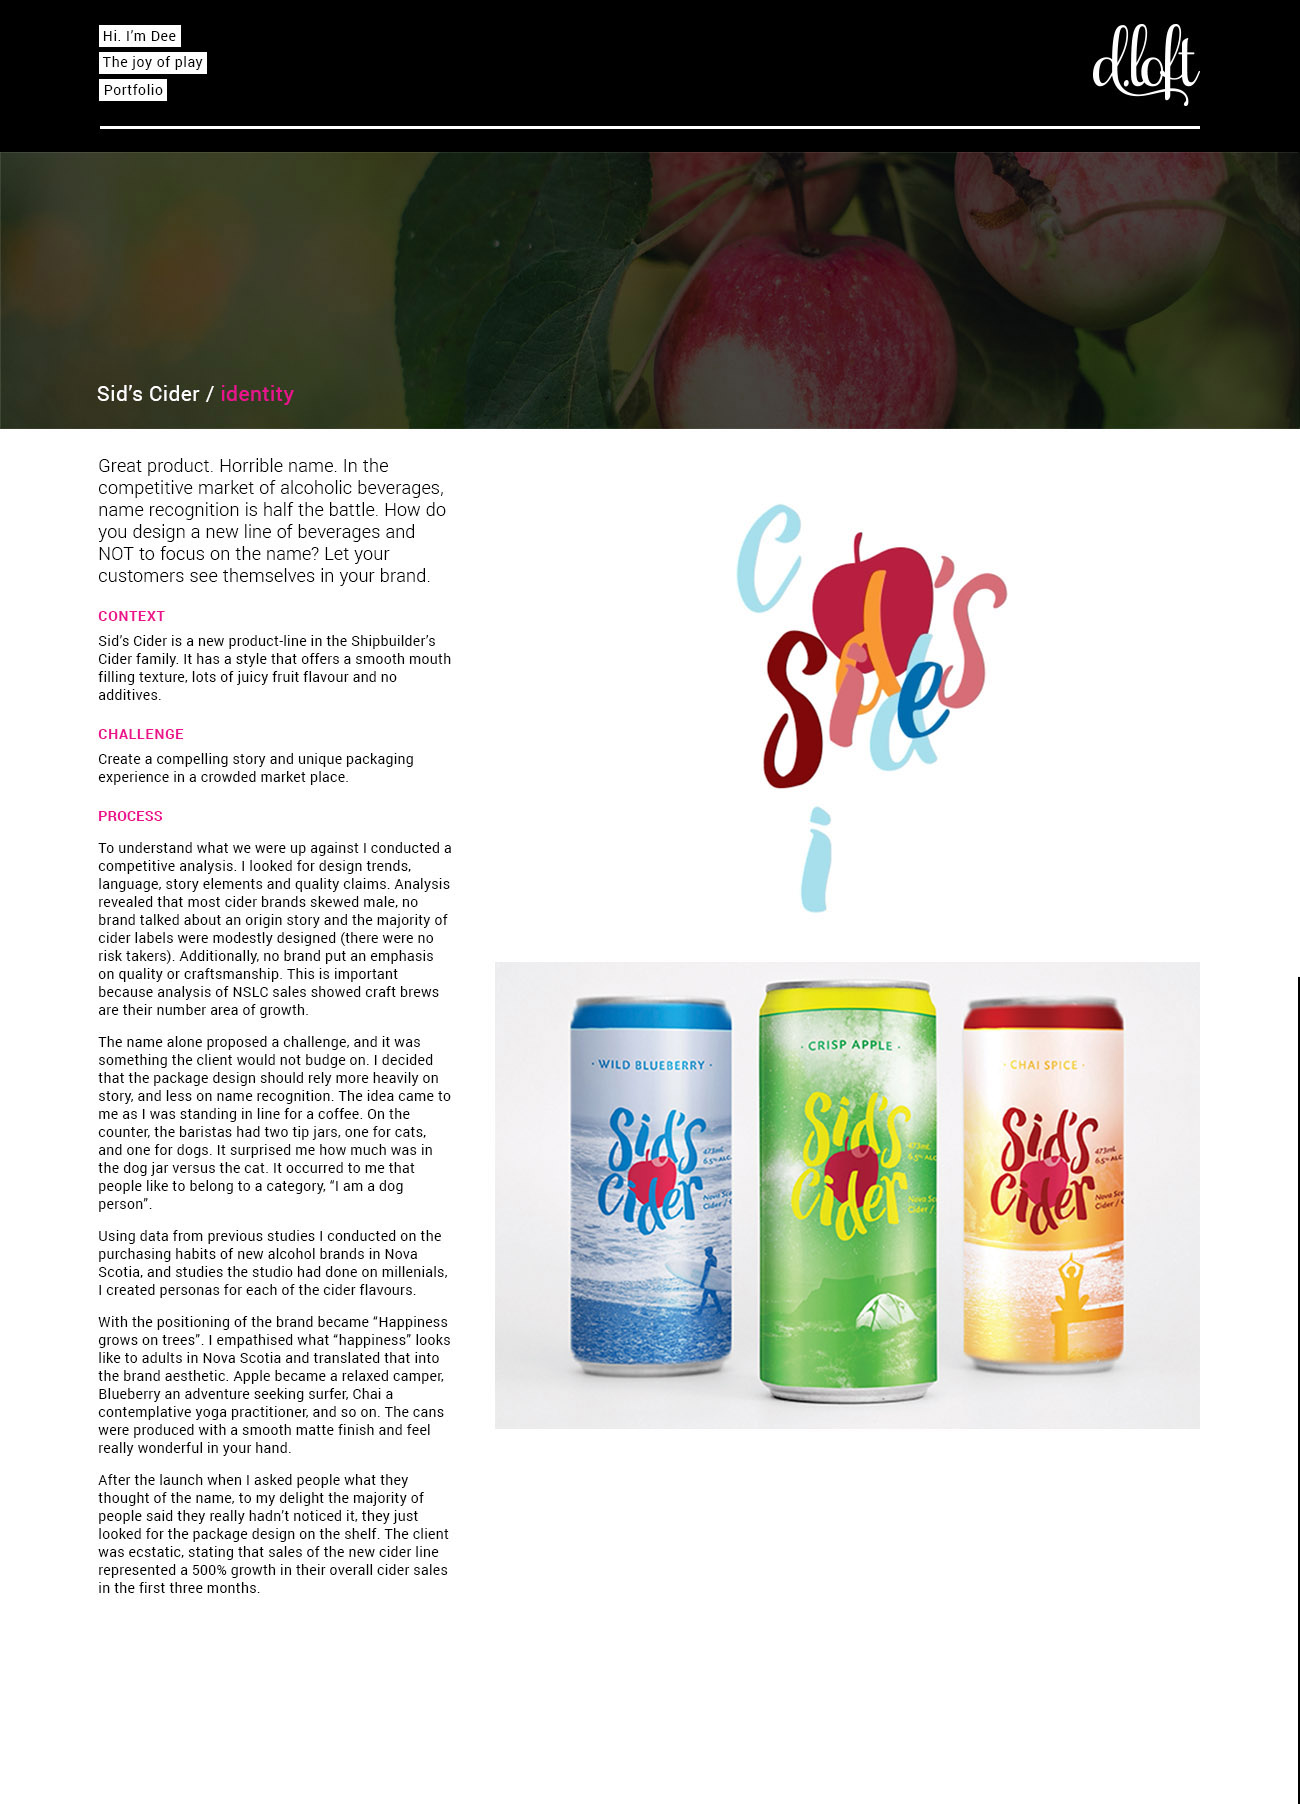 Hi. I’m Dee
The joy of play
Portfolio
d.loft
Sid’s Cider / identity
Great product. Horrible name. In the
competitive market of alcoholic beverages,
name recognition is half the battle. How do
you design a new line of beverages and
NOT to focus on the name? Let your
customers see themselves in your brand.
CONTEXT
Sid’s Cider is a new product-line in the Shipbuilder’s
Cider family. It has a style that offers a smooth mouth
filling texture, lots of juicy fruit flavour and no
additives.
CHALLENGE
Create a compelling story and unique packaging
experience in a crowded market place.
PROCESS
To understand what we were up against I conducted a
competitive analysis. I looked for design trends,
language, story elements and quality claims. Analysis
revealed that most cider brands skewed male, no
brand talked about an origin story and the majority of
cider labels were modestly designed (there were no
risk takers). Additionally, no brand put an emphasis
on quality or craftsmanship. This is important
because analysis of NSLC sales showed craft brews
are their number area of growth.
The name alone proposed a challenge, and it was
something the client would not budge on. I decided
that the package design should rely more heavily on
story, and less on name recognition. The idea came to
me as I was standing in line for a coffee. On the
counter, the baristas had two tip jars, one for cats,
and one for dogs. It surprised me how much was in
the dog jar versus the cat. It occurred to me that
people like to belong to a category, “I am a dog
person”.
Using data from previous studies I conducted on the
purchasing habits of new alcohol brands in Nova
Scotia, and studies the studio had done on millenials,
I created personas for each of the cider flavours.
With the positioning of the brand became “Happiness
grows on trees”. I empathised what “happiness” looks
like to adults in Nova Scotia and translated that into
the brand aesthetic. Apple became a relaxed camper,
Blueberry an adventure seeking surfer, Chai a
contemplative yoga practitioner, and so on. The cans
were produced with a smooth matte finish and feel
really wonderful in your hand.
After the launch when I asked people what they
thought of the name, to my delight the majority of
people said they really hadn’t noticed it, they just
looked for the package design on the shelf. The client
was ecstatic, stating that sales of the new cider line
represented a 500% growth in their overall cider sales
in the first three months.
C
d’s
Side
i
· WILD BLUEBERRY ·
Sid’s
Cider
473mL
6.5% ALC.
Nova Sco
Cider / C
· CRISP APPLE ·
Sid’s
Cider
473mL
6.5% ALC
Nova Sc
Cider /
· CHAI SPICE ·
Sid’s
Cider
473mL
6.5% ALC.
Nova Sco
Cider / C